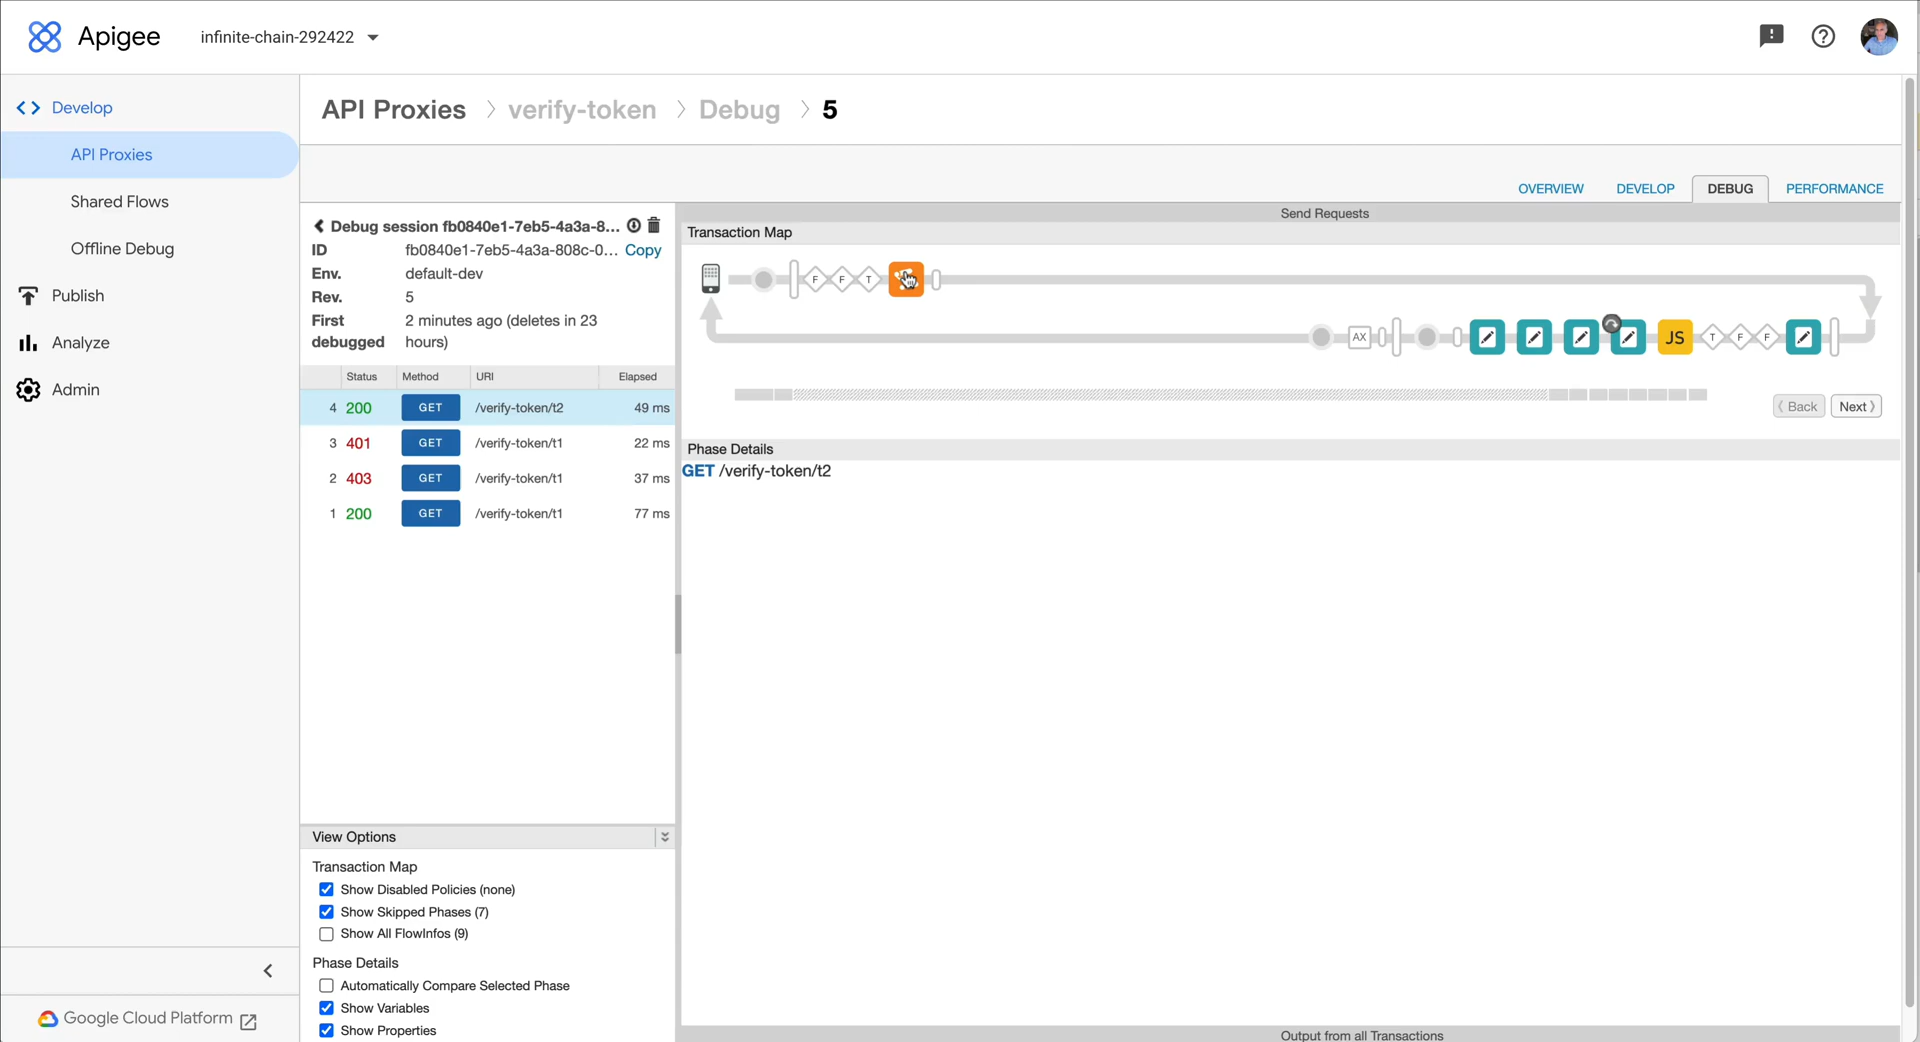 Apigee
infinite-chain-292422
Develop
API Proxies
Shared Flows
Offline Debug
Publish
Analyze
Admin
Google Cloud Platform
API Proxies > verify-token > Debug > 5
OVERVIEW DEVELOP DEBUG PERFORMANCE
Debug session fb0840e1-7eb5-4a3a-8...
ID fb0840e1-7eb5-4a3a-808c-0... Copy
Env. default-dev
Rev. 5
First debugged 2 minutes ago (deletes in 23 hours)
Status Method URI Elapsed
4 200 GET /verify-token/t2 49 ms
3 401 GET /verify-token/t1 22 ms
2 403 GET /verify-token/t1 37 ms
1 200 GET /verify-token/t1 77 ms
View Options
Transaction Map
Show Disabled Policies (none)
Show Skipped Phases (7)
Show All FlowInfos (9)
Phase Details
Automatically Compare Selected Phase
Show Variables
Show Properties
Send Requests
Transaction Map
F F T
AX JS T F F
Back Next
Phase Details
GET /verify-token/t2
Output from all Transactions